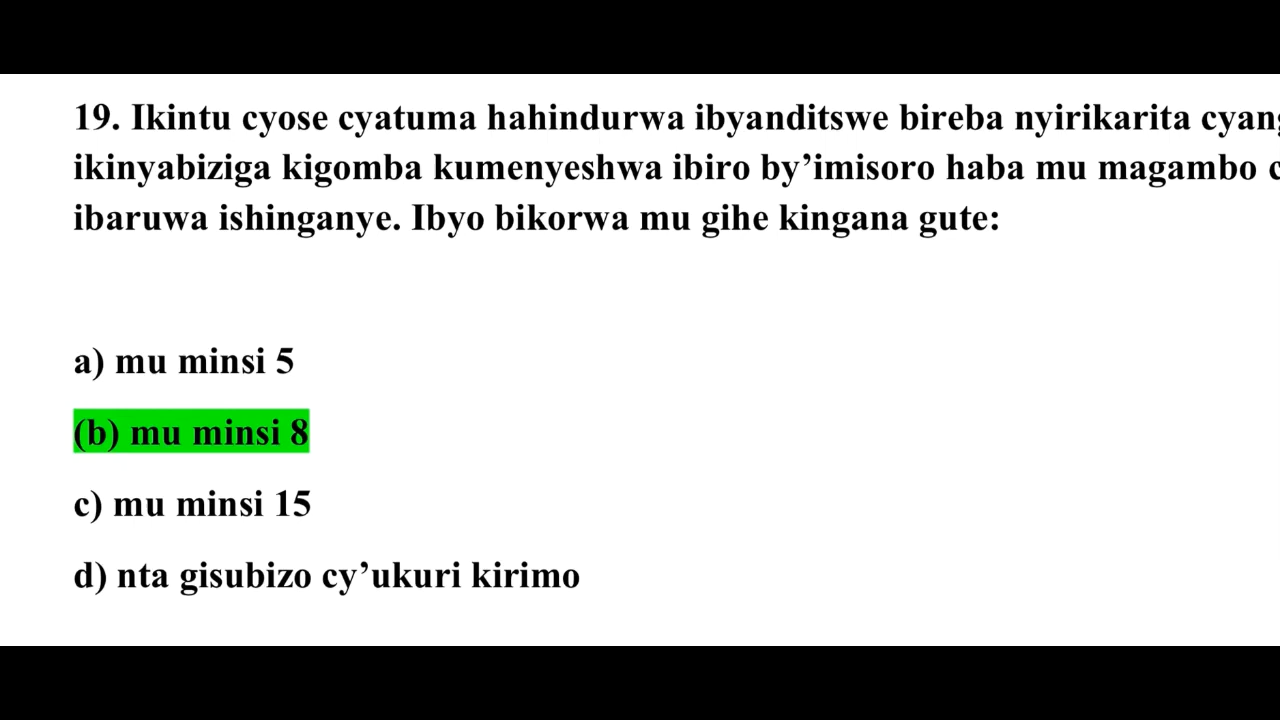 19. Ikintu cyose cyatuma hahindurwa ibyanditswe bireba nyirikarita
ikinyabiziga kigomba kumenyeshwa ibiro by’imisoro haba mu magambo
ibaruwa ishinganye. Ibyo bikorwa mu gihe kingana gute:
a) mu minsi 5
(b) mu minsi 8
c) mu minsi 15
d) nta gisubizo cy’ukuri kirimo